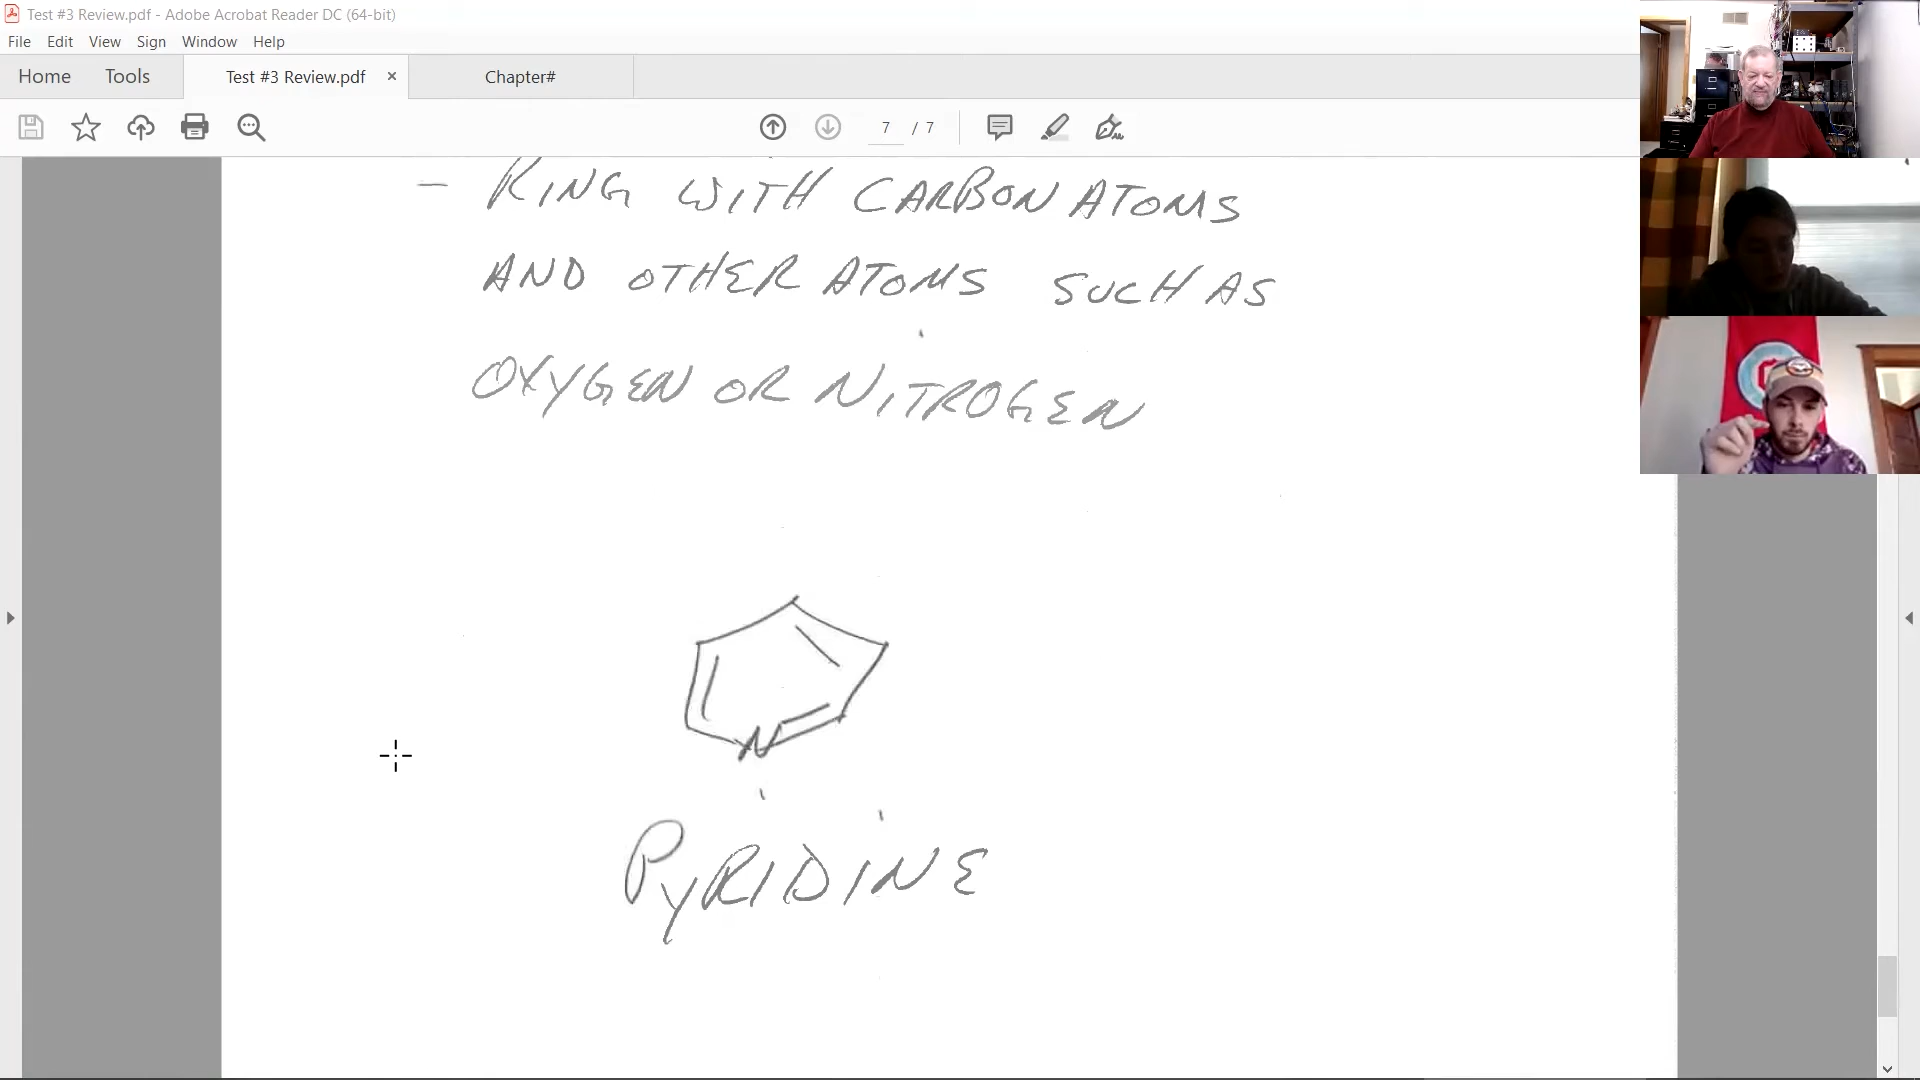 Test #3 Review.pdf - Adobe Acrobat Reader DC (64-bit)
File Edit View Sign Window Help
Home Tools Test #3 Review.pdf × Chapter#
7 / 7
- RING WITH CARBON ATOMS
AND OTHER ATOMS SUCH AS
OXYGEN OR NITROGEN
N
PYRIDINE